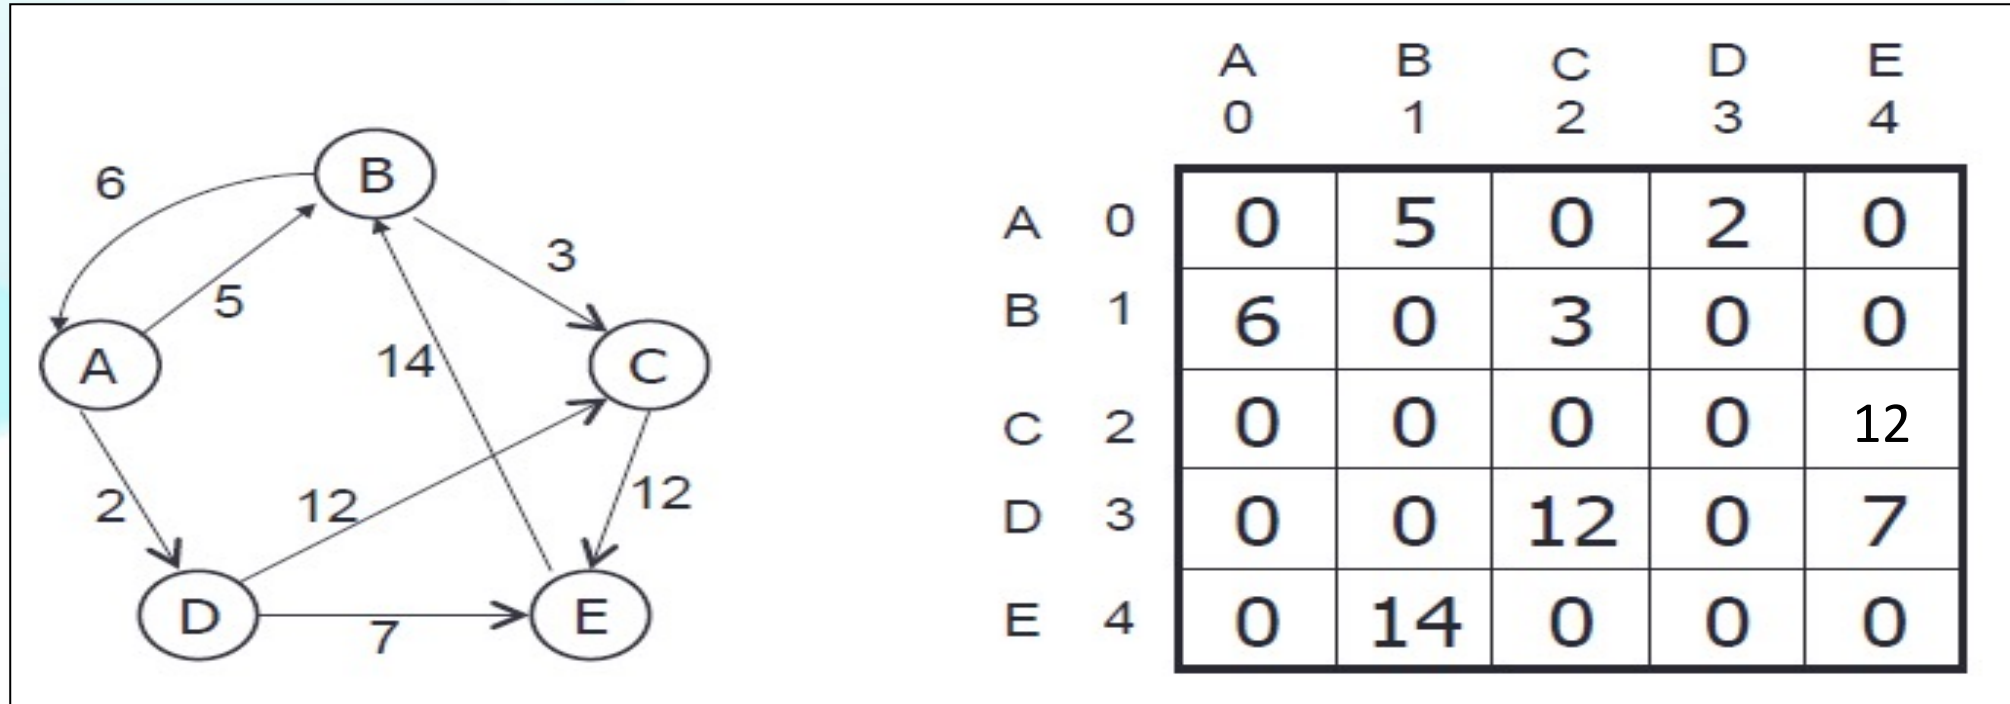 B
6
3
5
A
14
C
2
12
12
D
7
E
A B C D E
0 1 2 3 4
A 0 0 5 0 2 0
B 1 6 0 3 0 0
C 2 0 0 0 0 12
D 3 0 0 12 0 7
E 4 0 14 0 0 0